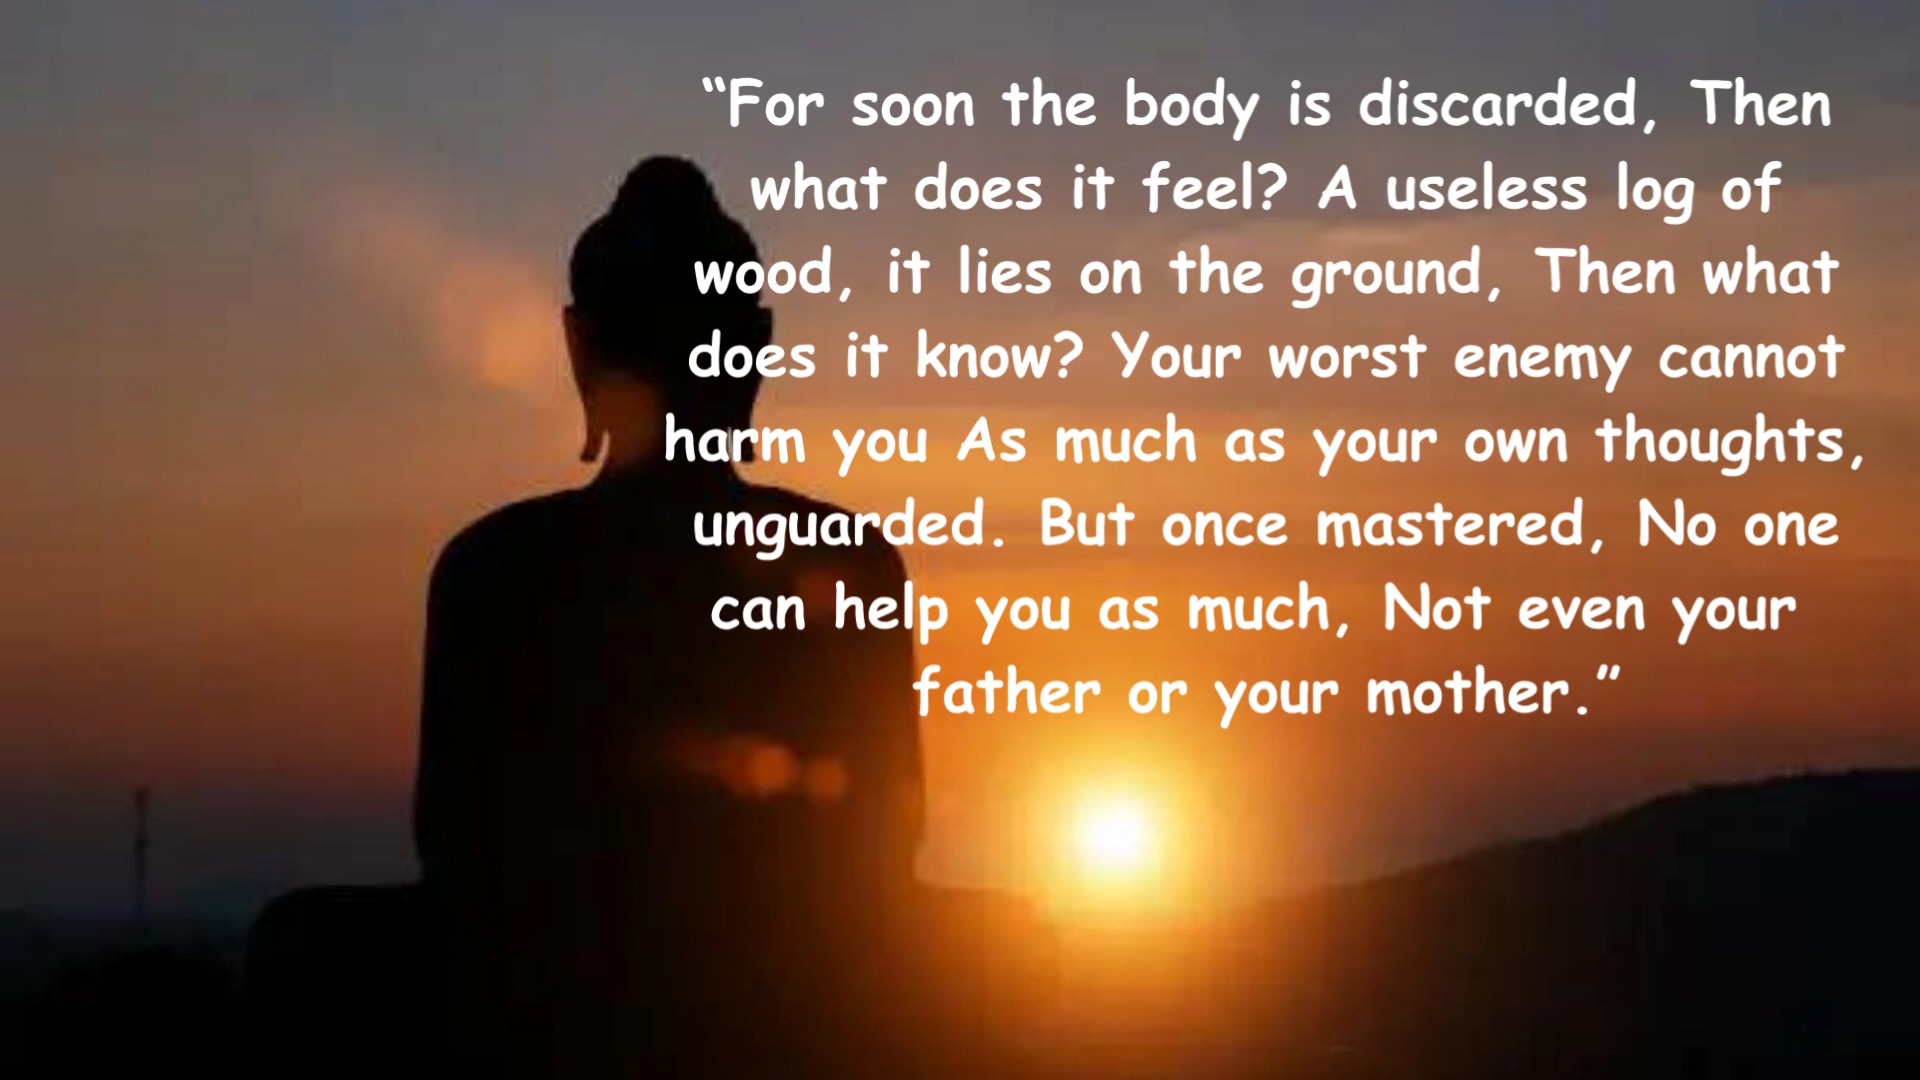 “For soon the body is discarded, Then
what does it feel? A useless log of
wood, it lies on the ground, Then what
does it know? Your worst enemy cannot
harm you As much as your own thoughts,
unguarded. But once mastered, No one
can help you as much, Not even your
father or your mother.”